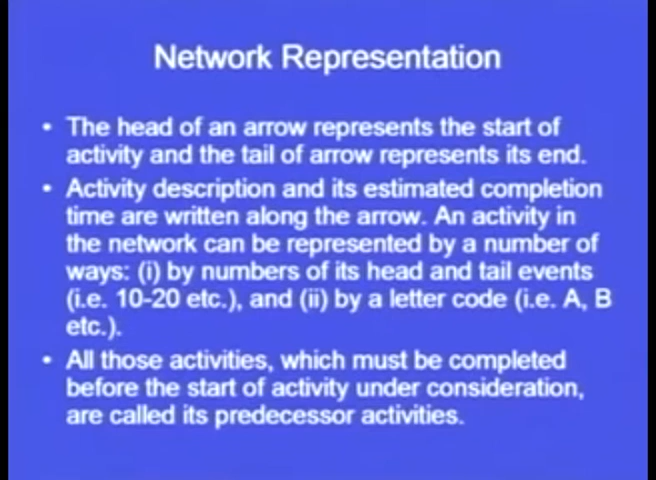 Network Representation
• The head of an arrow represents the start of
activity and the tail of arrow represents its end.
• Activity description and its estimated completion
time are written along the arrow. An activity in
the network can be represented by a number of
ways: (i) by numbers of its head and tail events
(i.e. 10-20 etc.), and (ii) by a letter code (i.e. A, B
etc.).
• All those activities, which must be completed
before the start of activity under consideration,
are called its predecessor activities.